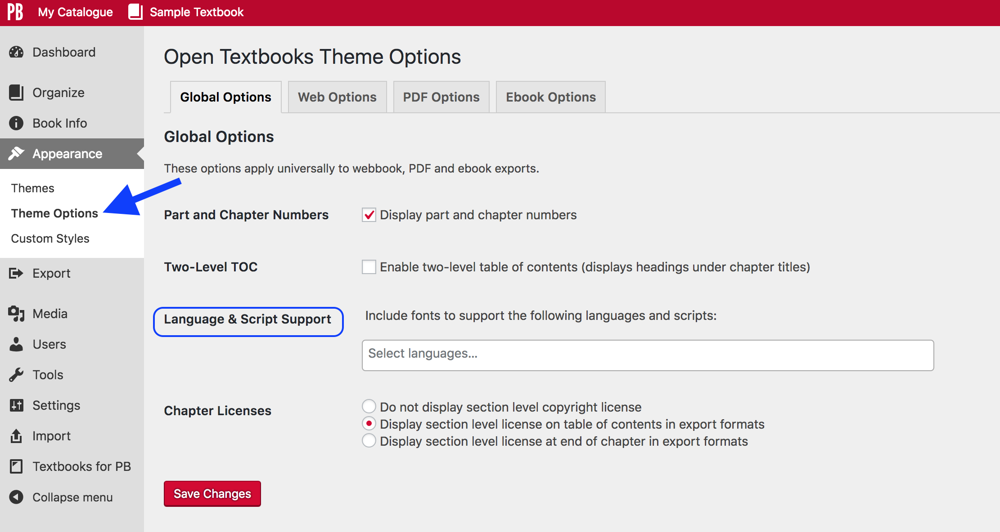 PB My Catalogue Sample Textbook
Dashboard
Organize
Book Info
Appearance
Themes
Theme Options
Custom Styles
Export
Media
Users
Tools
Settings
Import
Textbooks for PB
Collapse menu
Open Textbooks Theme Options
Global Options Web Options PDF Options Ebook Options
Global Options
These options apply universally to webbook, PDF and ebook exports.
Part and Chapter Numbers Display part and chapter numbers
Two-Level TOC Enable two-level table of contents (displays headings under chapter titles)
Language & Script Support Include fonts to support the following languages and scripts:
Select languages...
Chapter Licenses Do not display section level copyright license
Display section level license on table of contents in export formats
Display section level license at end of chapter in export formats
Save Changes